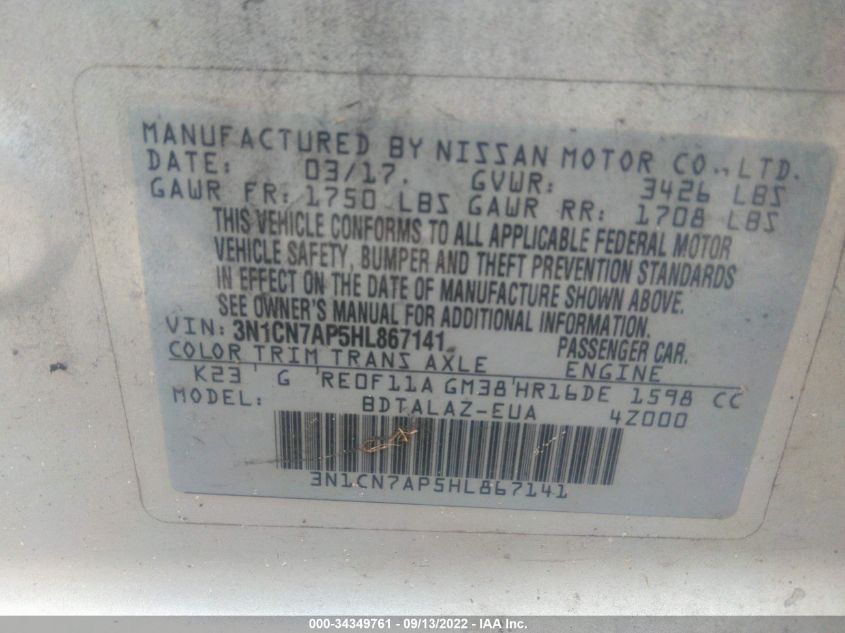 MANUFACTURED BY NISSAN MOTOR CO., LTD.
DATE: 03/17. GVWR: 3426 LBS
GAWR FR: 1750 LBS GAWR RR: 1708 LBS
THIS VEHICLE CONFORMS TO ALL APPLICABLE FEDERAL MOTOR
VEHICLE SAFETY, BUMPER AND THEFT PREVENTION STANDARDS
IN EFFECT ON THE DATE OF MANUFACTURE SHOWN ABOVE.
SEE OWNER'S MANUAL FOR ADDITIONAL INFORMATION.
VIN: 3N1CN7AP5HL867141 PASSENGER CAR.
COLOR TRIM TRANS AXLE ENGINE
K23 G RE0F11A GM38 HR16DE 1598 CC
MODEL: BDTALAZ-EUA 4Z000
3N1CN7AP5HL867141
000-34349761 - 09/13/2022 - IAAI, Inc.